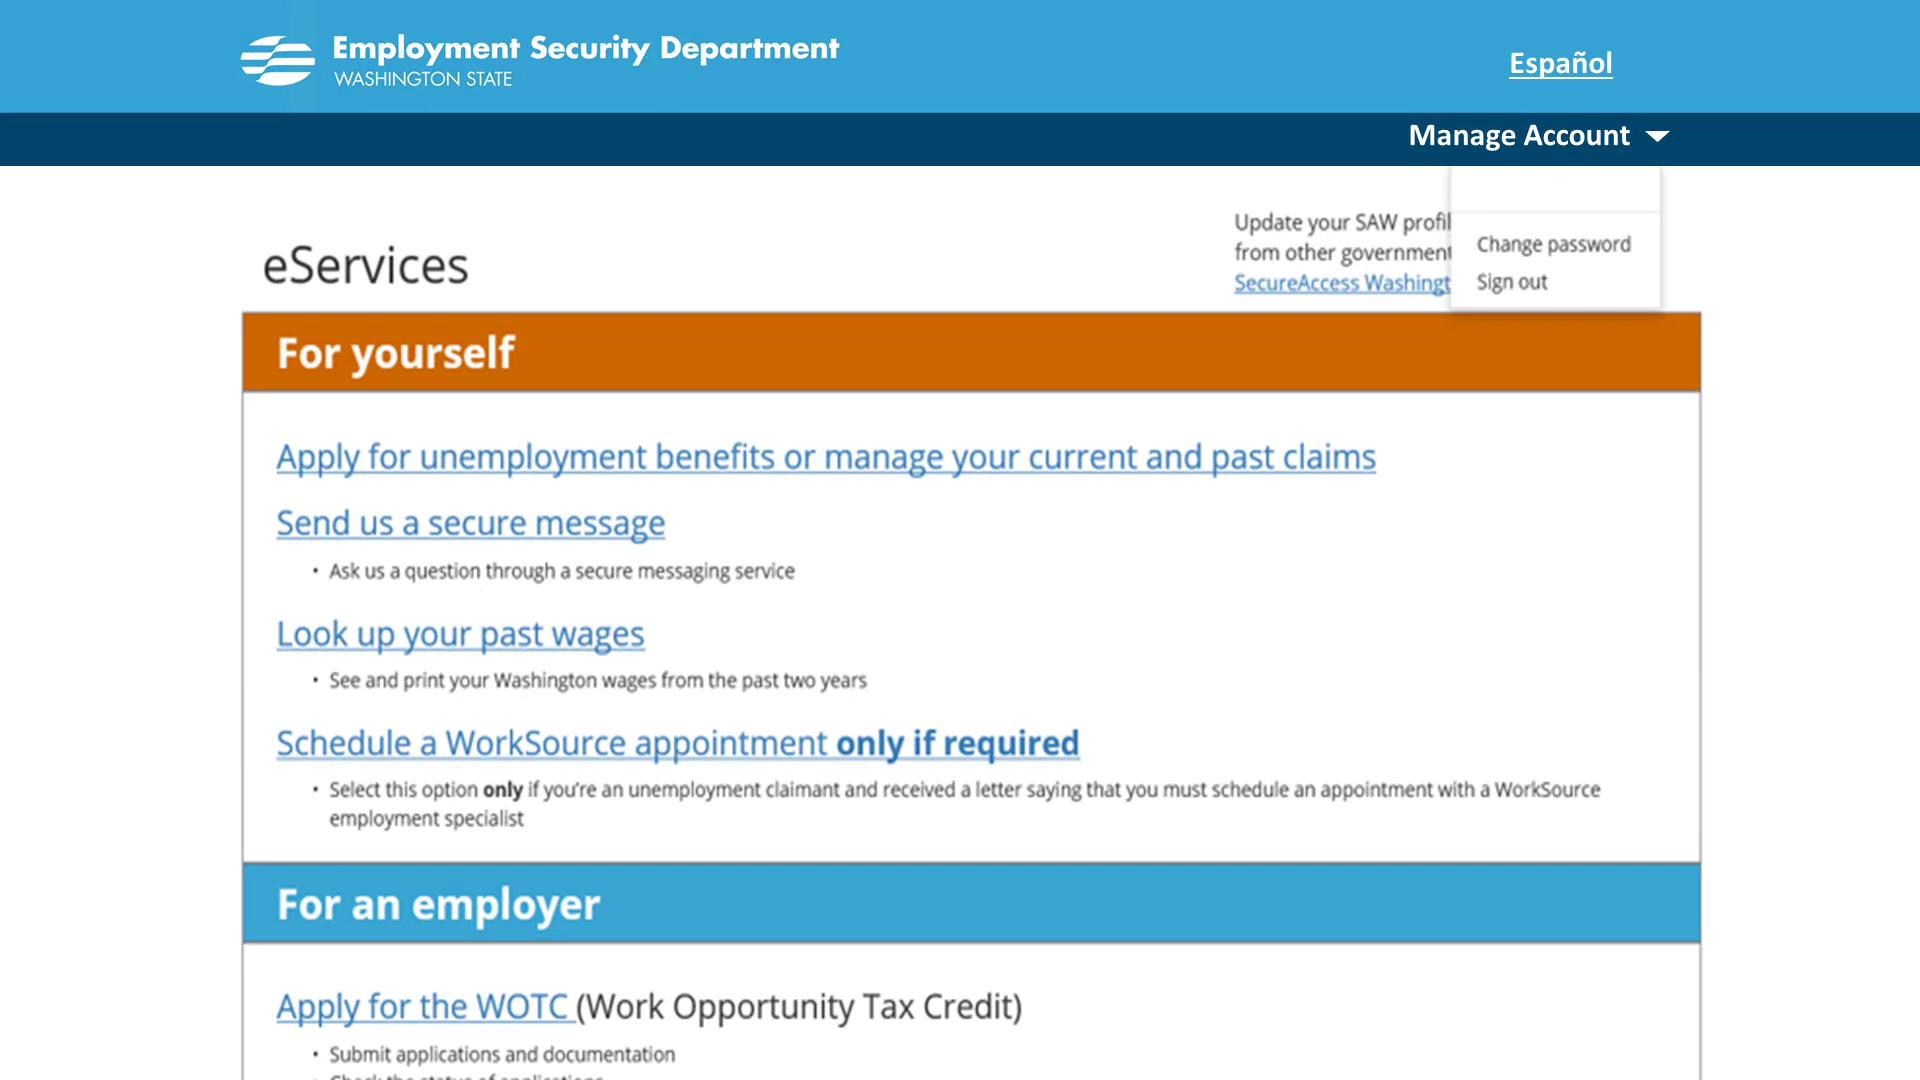 Employment Security Department
WASHINGTON STATE
Español
Manage Account
Update your SAW profil
from other government
SecureAccess Washingt
Change password
Sign out
eServices
For yourself
Apply for unemployment benefits or manage your current and past claims
Send us a secure message
• Ask us a question through a secure messaging service
Look up your past wages
• See and print your Washington wages from the past two years
Schedule a WorkSource appointment only if required
• Select this option only if you’re an unemployment claimant and received a letter saying that you must schedule an appointment with a WorkSource
employment specialist
For an employer
Apply for the WOTC (Work Opportunity Tax Credit)
• Submit applications and documentation
• Check the status of applications